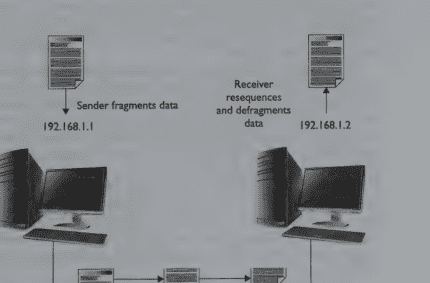 Sender fragments data
192.168.1.1
Receiver
resequences
and defragments
data
192.168.1.2